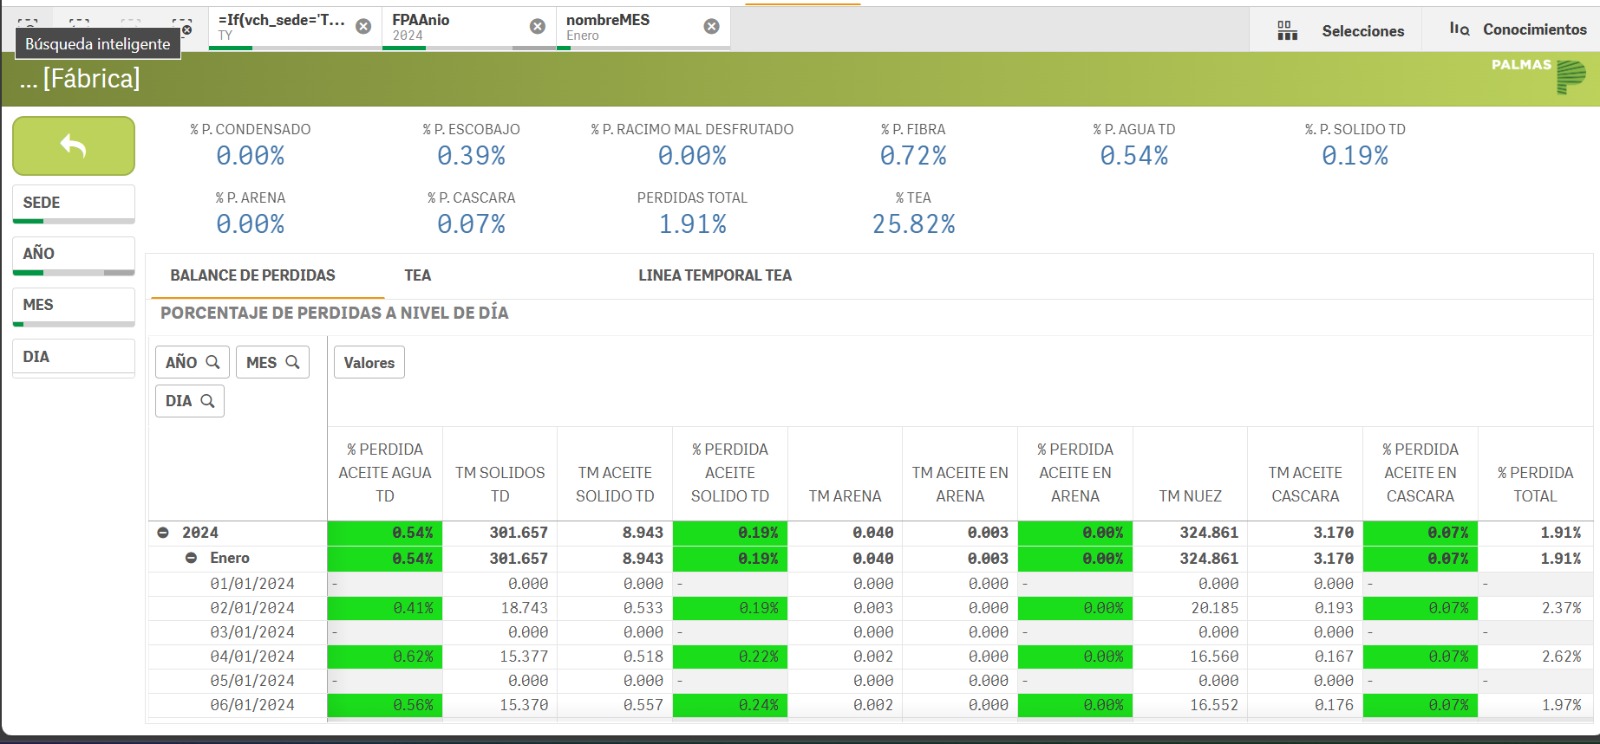 =If(vch_sede='T...
TY
FPAAnio
2024
nombreMES
Enero
Selecciones
Conocimientos
Búsqueda inteligente
... [Fábrica]
PALMAS
% P. CONDENSADO
0.00%
% P. ESCOBAJO
0.39%
% P. RACIMO MAL DESFRUTADO
0.00%
% P. FIBRA
0.72%
% P. AGUA TD
0.54%
%. P. SOLIDO TD
0.19%
% P. ARENA
0.00%
% P. CASCARA
0.07%
PERDIDAS TOTAL
1.91%
% TEA
25.82%
SEDE
AÑO
MES
DIA
BALANCE DE PERDIDAS TEA LINEA TEMPORAL TEA
PORCENTAJE DE PERDIDAS A NIVEL DE DÍA
AÑO MES Valores
DIA
% PERDIDA ACEITE AGUA TD
TM SOLIDOS TD
TM ACEITE SOLIDO TD
% PERDIDA ACEITE SOLIDO TD
TM ARENA
TM ACEITE EN ARENA
% PERDIDA ACEITE EN ARENA
TM NUEZ
TM ACEITE CASCARA
% PERDIDA ACEITE EN CASCARA
% PERDIDA TOTAL
2024 0.54% 301.657 8.943 0.19% 0.040 0.003 0.00% 324.861 3.170 0.07% 1.91%
Enero 0.54% 301.657 8.943 0.19% 0.040 0.003 0.00% 324.861 3.170 0.07% 1.91%
01/01/2024 - 0.000 0.000 - 0.000 0.000 - 0.000 0.000 - -
02/01/2024 0.41% 18.743 0.533 0.19% 0.003 0.000 0.00% 20.185 0.193 0.07% 2.37%
03/01/2024 - 0.000 0.000 - 0.000 0.000 - 0.000 0.000 - -
04/01/2024 0.62% 15.377 0.518 0.22% 0.002 0.000 0.00% 16.560 0.167 0.07% 2.62%
05/01/2024 - 0.000 0.000 - 0.000 0.000 - 0.000 0.000 - -
06/01/2024 0.56% 15.370 0.557 0.24% 0.002 0.000 0.00% 16.552 0.176 0.07% 1.97%